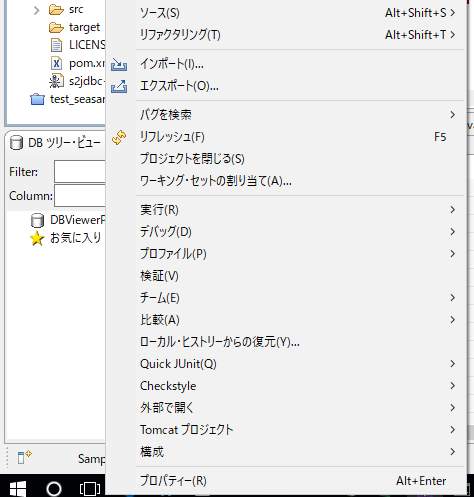 src
target
LICENS
pom.xn
s2jdbc-
test_seasar
DB ツリー・ビュー
Filter:
Column:
DBViewerP
お気に入り
Samp
ソース(S) Alt+Shift+S
リファクタリング(T) Alt+Shift+T
インポート(I)...
エクスポート(O)...
バグを検索
リフレッシュ(F) F5
プロジェクトを閉じる(S)
ワーキング・セットの割り当て(A)...
実行(R)
デバッグ(D)
プロファイル(P)
検証(V)
チーム(E)
比較(A)
ローカル・ヒストリーからの復元(Y)...
Quick JUnit(Q)
Checkstyle
外部で開く
Tomcat プロジェクト
構成
プロパティー(R) Alt+Enter